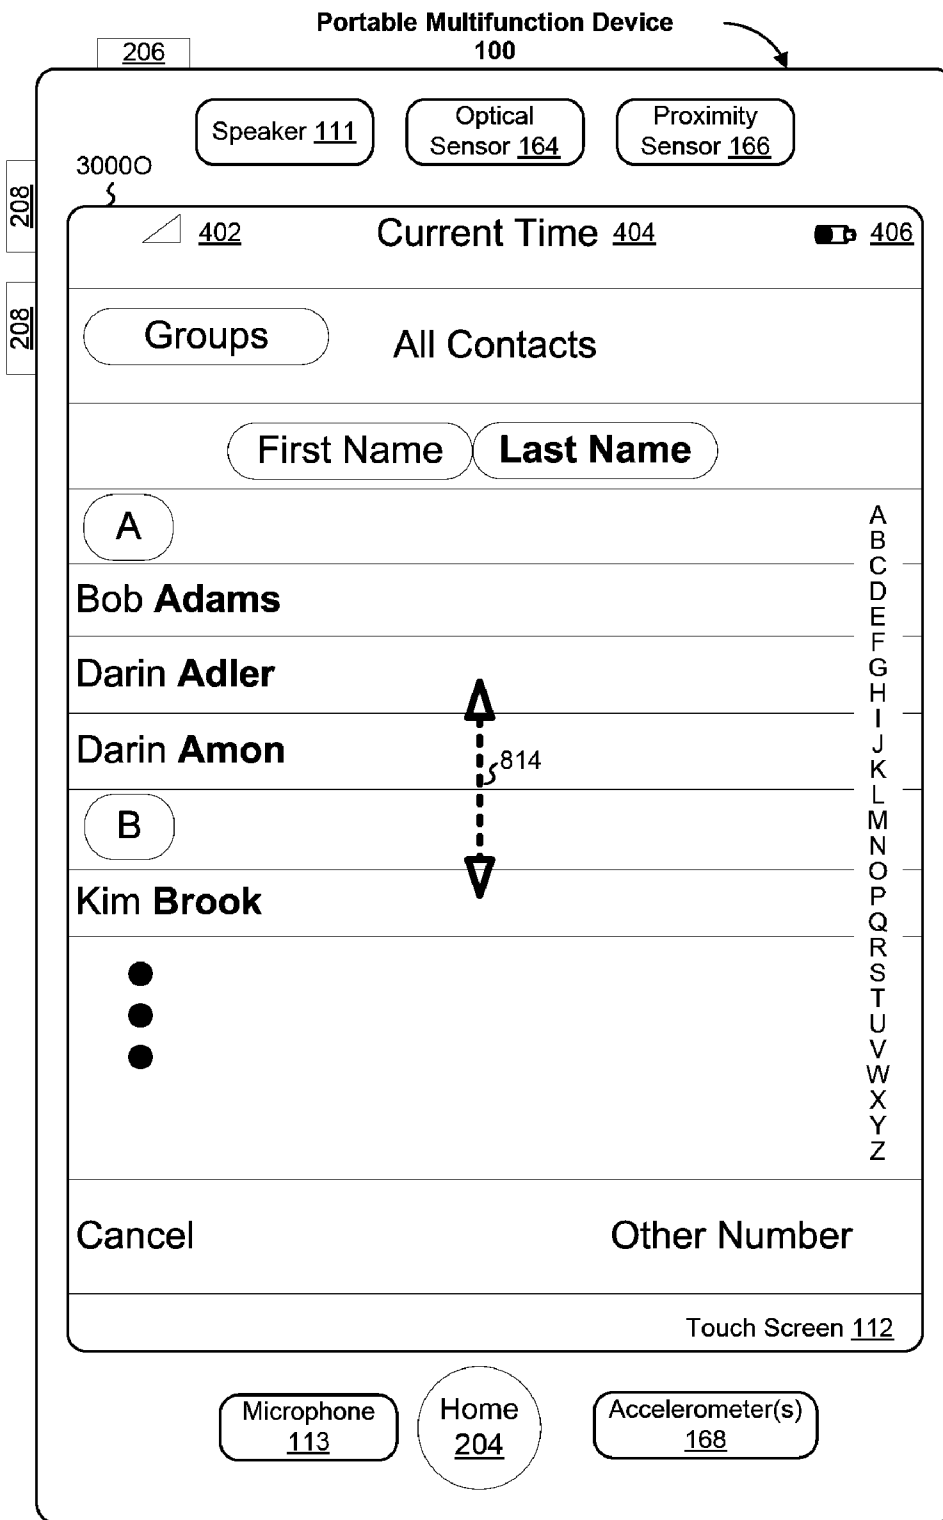 Portable Multifunction Device
100
206
Speaker 111
Optical
Sensor 164
Proximity
Sensor 166
3000O
208
208
402
Current Time 404
406
Groups
All Contacts
First Name
Last Name
A
Bob Adams
Darin Adler
Darin Amon
814
B
Kim Brook
A
B
C
D
E
F
G
H
I
J
K
L
M
N
O
P
Q
R
S
T
U
V
W
X
Y
Z
Cancel
Other Number
Touch Screen 112
Microphone
113
Home
204
Accelerometer(s)
168